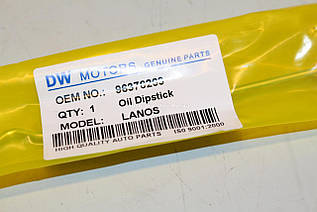 DW MOTORS GENUINE PARTS
OEM NO.: 96378269
Oil Dipstick
QTY: 1
MODEL: LANOS
HIGH QUALITY AUTO PARTS
ISO 9001:2000